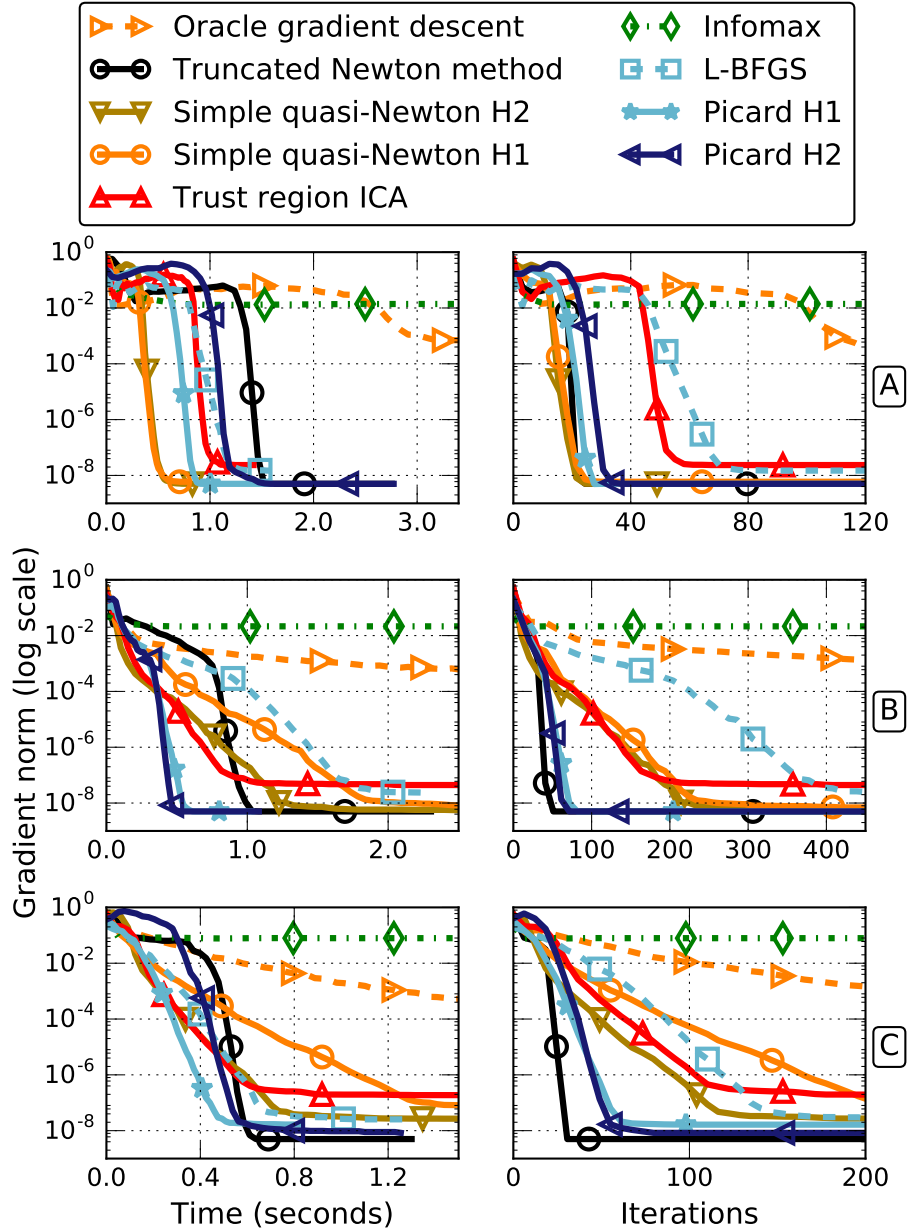 Oracle gradient descent
Truncated Newton method
Simple quasi-Newton H2
Simple quasi-Newton H1
Trust region ICA
Infomax
L-BFGS
Picard H1
Picard H2
Gradient norm (log scale)
10^0
10^-2
10^-4
10^-6
10^-8
0.0 1.0 2.0 3.0
0 40 80 120
A
10^0
10^-2
10^-4
10^-6
10^-8
0.0 1.0 2.0
0 100 200 300 400
B
10^0
10^-2
10^-4
10^-6
10^-8
0.0 0.4 0.8 1.2
0 100 200
C
Time (seconds)
Iterations